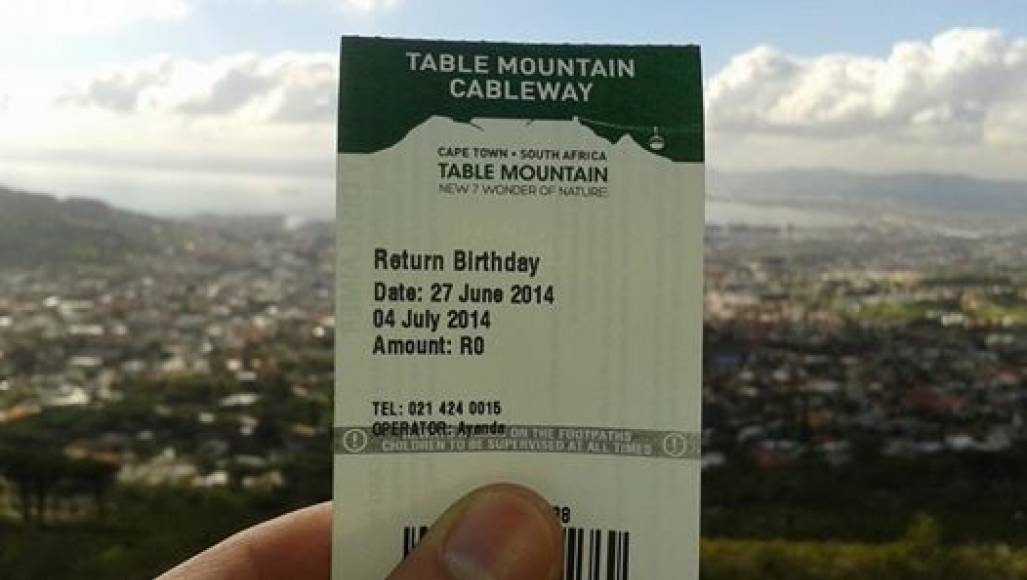 TABLE MOUNTAIN
CABLEWAY
CAPE TOWN • SOUTH AFRICA
TABLE MOUNTAIN
NEW 7 WONDER OF NATURE
Return Birthday
Date: 27 June 2014
04 July 2014
Amount: R0
TEL: 021 424 0015
OPERATOR: Ayanda
ON THE FOOTPATHS
CHILDREN TO BE SUPERVISED AT ALL TIMES